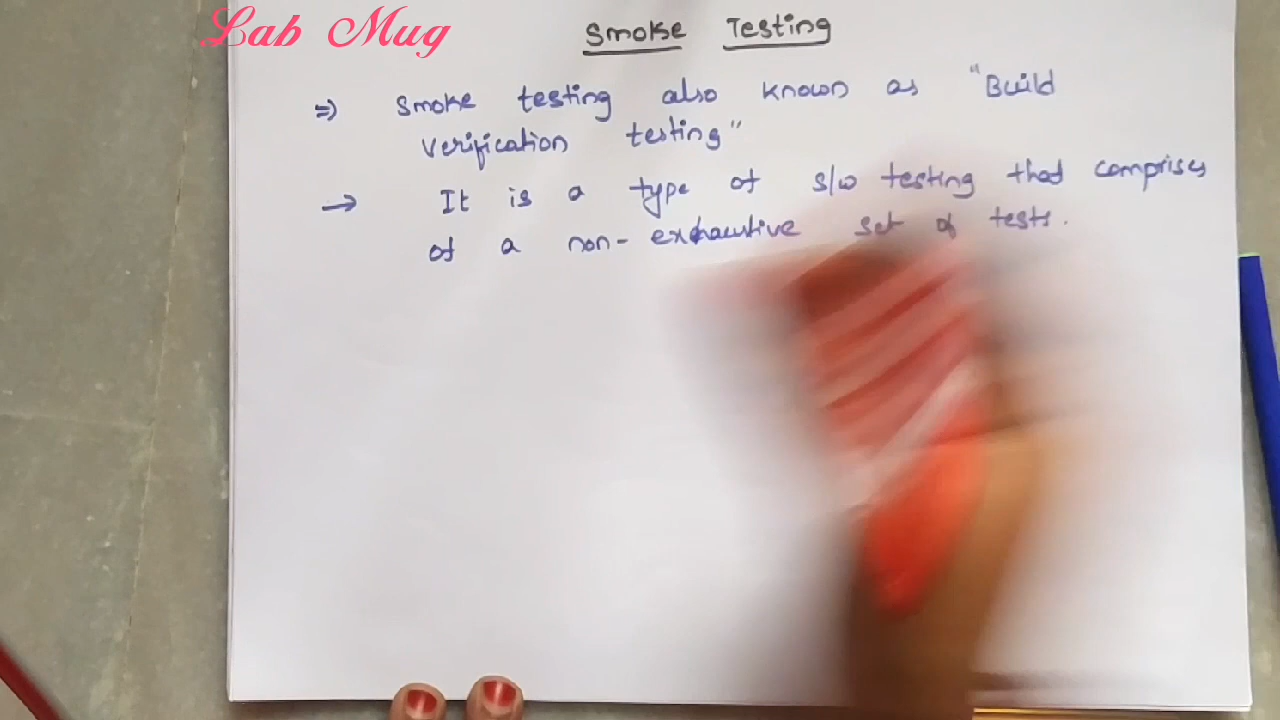 Lab Mug
Smoke Testing
=> Smoke testing also known as "Build
verification testing"
→ It is a type of s/w testing that comprises
of a non-exhaustive set of tests.